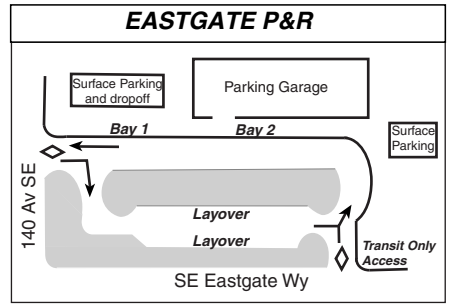 EASTGATE P&R
Surface Parking
and dropoff
Parking Garage
Bay 1
Bay 2
Surface
Parking
140 Av SE
Layover
Layover
Transit Only
Access
SE Eastgate Wy